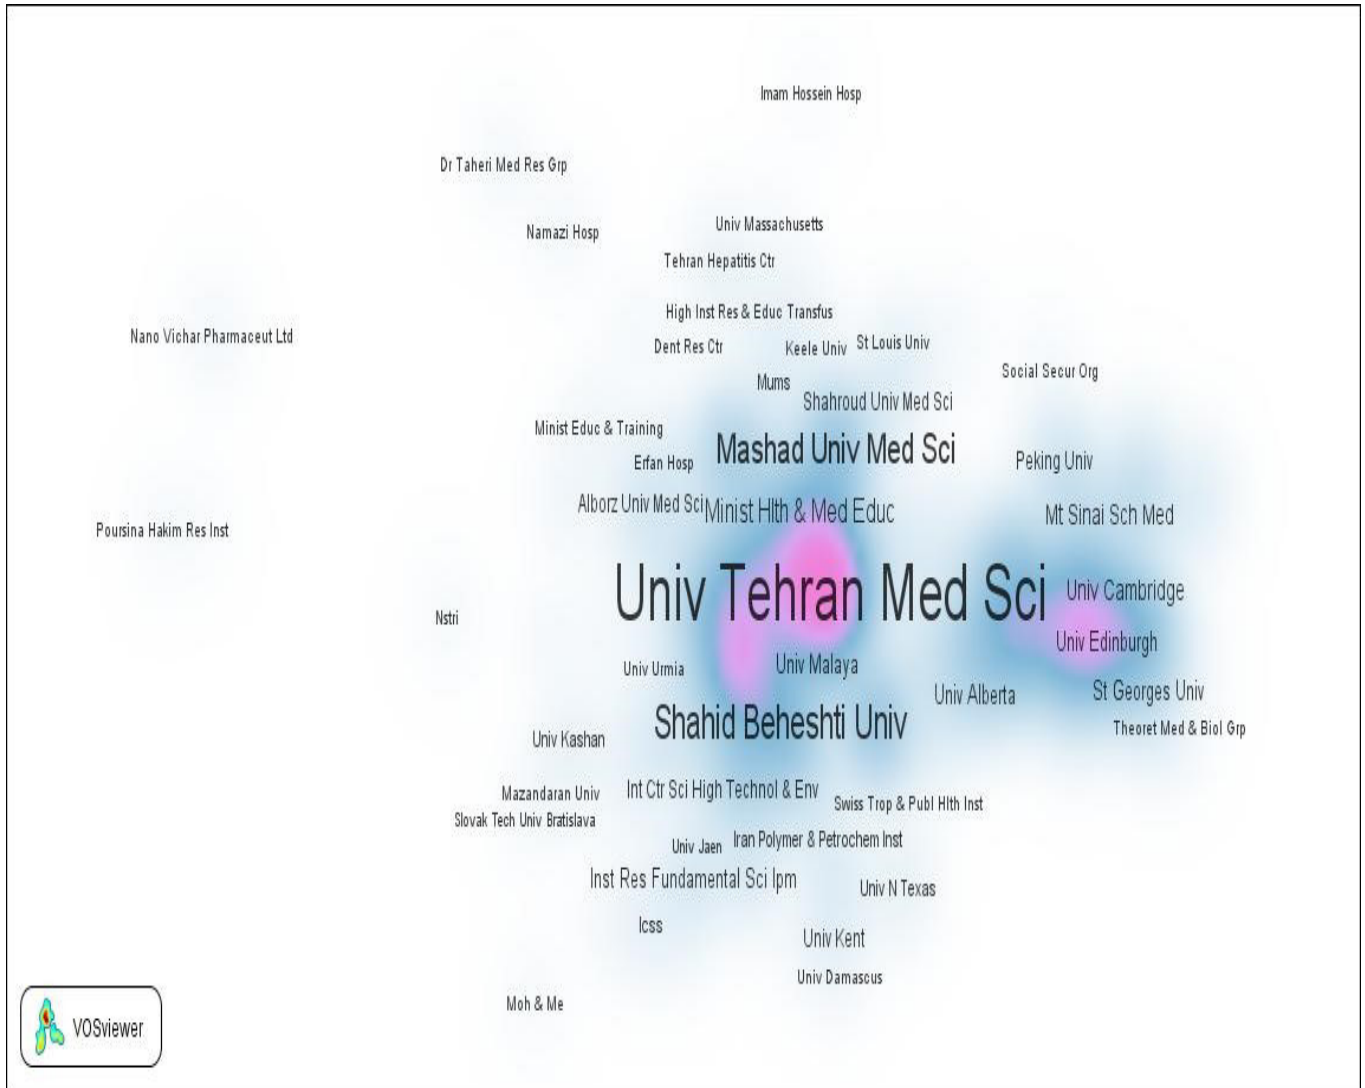 Imam Hossein Hosp
Dr Taheri Med Res Grp
Univ Massachusetts
Namazi Hosp
Tehran Hepatitis Ctr
High Inst Res & Educ Transfus
Nano Vichar Pharmaceut Ltd
Dent Res Ctr
Keele Univ
St Louis Univ
Social Secur Org
Mums
Shahroud Univ Med Sci
Minist Educ & Training
Mashad Univ Med Sci
Erfan Hosp
Peking Univ
Alborz Univ Med Sci
Minist Hlth & Med Educ
Mt Sinai Sch Med
Poursina Hakim Res Inst
Univ Tehran Med Sci
Univ Cambridge
Nstri
Univ Edinburgh
Univ Urmia
Univ Malaya
Univ Alberta
St Georges Univ
Shahid Beheshti Univ
Theoret Med & Biol Grp
Univ Kashan
Mazandaran Univ
Int Ctr Sci High Technol & Env
Swiss Trop & Publ Hlth Inst
Slovak Tech Univ Bratislava
Univ Jaen
Iran Polymer & Petrochem Inst
Inst Res Fundamental Sci Ipm
Univ N Texas
Icss
Univ Kent
Univ Damascus
Moh & Me
VOSviewer